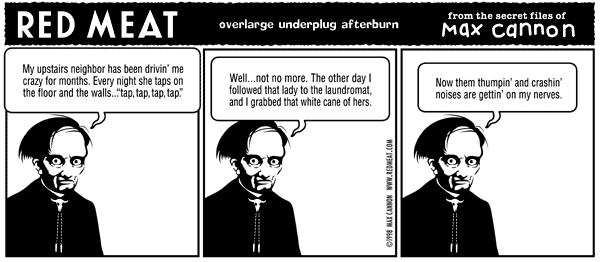 RED MEAT
overlarge underplug afterburn
from the secret files of
Max cannon
My upstairs neighbor has been drivin' me
crazy for months. Every night she taps on
the floor and the walls..."tap, tap, tap, tap."
Well...not no more. The other day I
followed that lady to the laundromat,
and I grabbed that white cane of hers.
©1998 MAX CANNON WWW.REDMEAT.COM
Now them thumpin' and crashin'
noises are gettin' on my nerves.